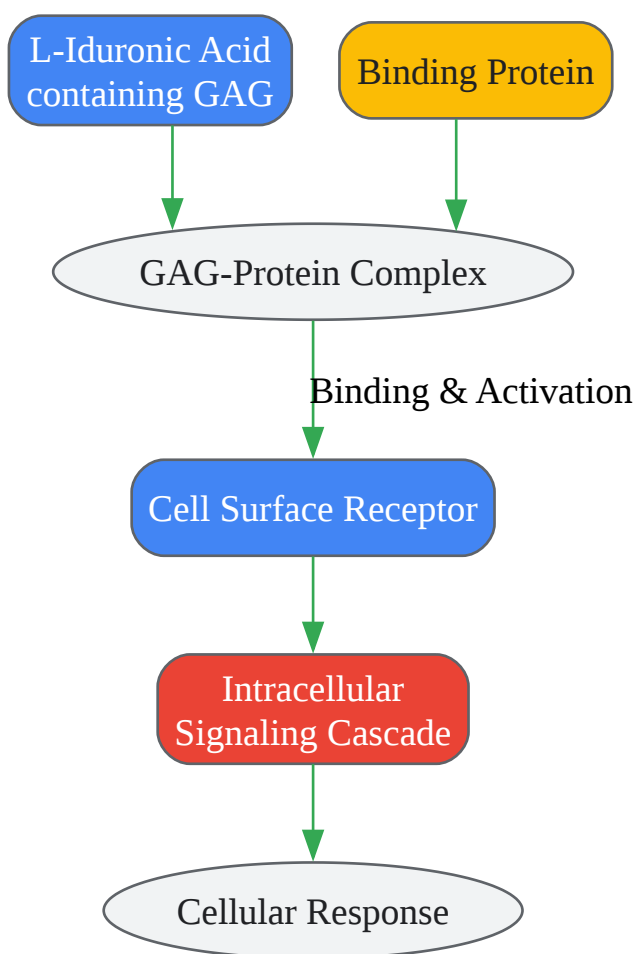 L-Iduronic Acid
containing GAG
Binding Protein
GAG-Protein Complex
Binding & Activation
Cell Surface Receptor
Intracellular
Signaling Cascade
Cellular Response